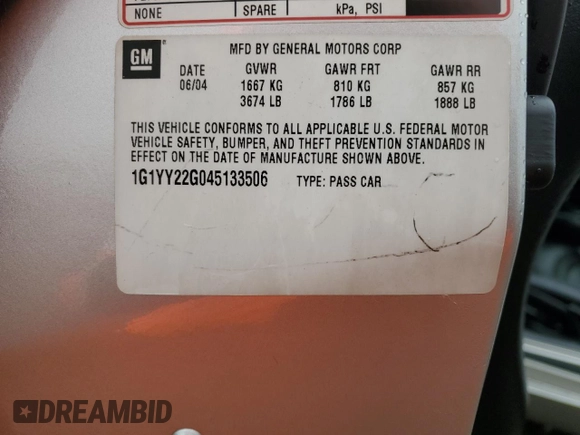 NONE SPARE kPa, PSI
GM
MFD BY GENERAL MOTORS CORP
DATE GVWR GAWR FRT GAWR RR
06/04 1667 KG 810 KG 857 KG
3674 LB 1786 LB 1888 LB
THIS VEHICLE CONFORMS TO ALL APPLICABLE U.S. FEDERAL MOTOR
VEHICLE SAFETY, BUMPER, AND THEFT PREVENTION STANDARDS IN
EFFECT ON THE DATE OF MANUFACTURE SHOWN ABOVE.
1G1YY22G045133506 TYPE: PASS CAR
DREAMBID